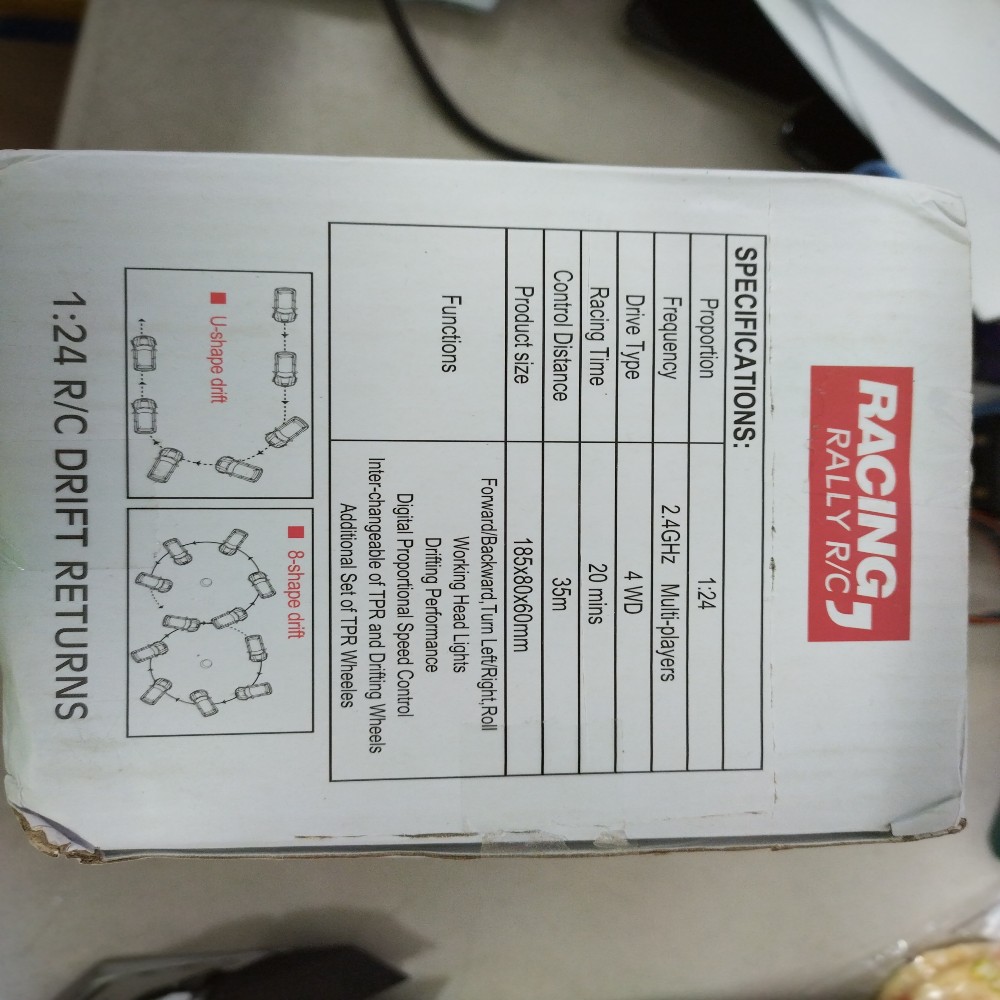 RACING
RALLY R/C
SPECIFICATIONS:
Proportion 1:24
Frequency 2.4GHz Multi-players
Drive Type 4 WD
Racing Time 20 mins
Control Distance 35m
Product size 185x80x60mm
Functions
Forward/Backward,Turn Left/Right,Roll
Working Head Lights
Drifting Performance
Digital Proportional Speed Control
Inter-changeable of TPR and Drifting Wheels
Additional Set of TPR Wheeles
U-shape drift
8-shape drift
1:24 R/C DRIFT RETURNS